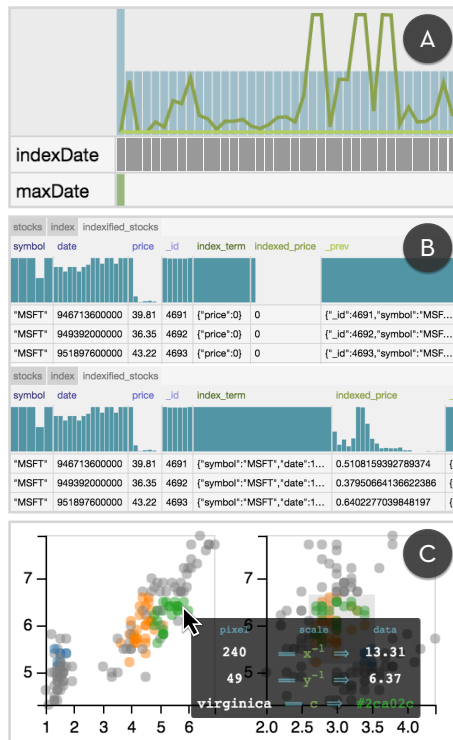 A
indexDate
maxDate
stocks index indexified_stocks
B
symbol date price _id index_term indexed_price _prev
"MSFT" 946713600000 39.81 4691 {"price":0} 0 {"_id":4691,"symbol":"MSF...
"MSFT" 949392000000 36.35 4692 {"price":0} 0 {"_id":4692,"symbol":"MSF...
"MSFT" 951897600000 43.22 4693 {"price":0} 0 {"_id":4693,"symbol":"MSF...
stocks index indexified_stocks
symbol date price _id index_term indexed_price _
"MSFT" 946713600000 39.81 4691 {"symbol":"MSFT","date":1... 0.5108159392789374 {
"MSFT" 949392000000 36.35 4692 {"symbol":"MSFT","date":1... 0.37950664136622386 {
"MSFT" 951897600000 43.22 4693 {"symbol":"MSFT","date":1... 0.6402277039848197 {
C
7 7
6 6
5 5
pixel scale data
240 = x⁻¹ ⇒ 13.31
49 = y⁻¹ ⇒ 6.37
virginica = c ⇒ #2ca02c
1 2 3 4 5 6 2.0 2.5 3.0 3.5 4.0